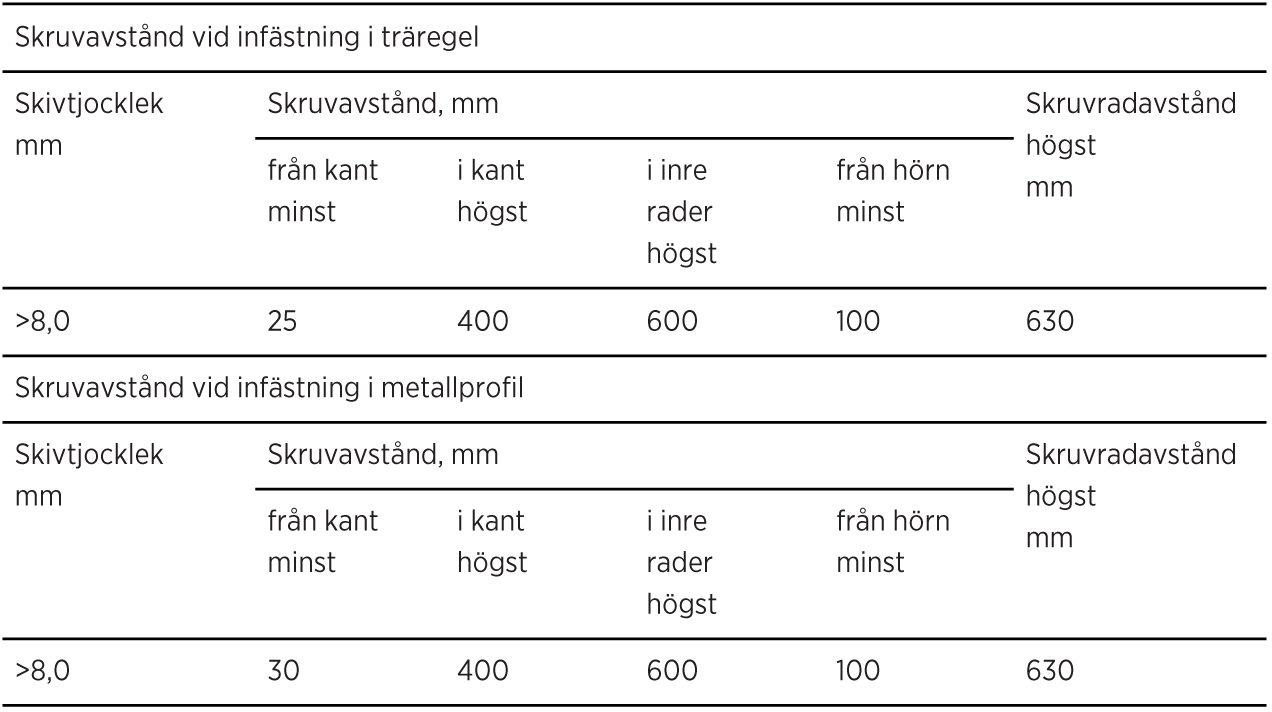 Skruvavstånd vid infästning i träregel
Skivtjocklek Skruvavstånd, mm Skruvradavstånd
mm högst
mm
från kant i kant i inre från hörn
minst högst rader minst
högst
>8,0 25 400 600 100 630
Skruvavstånd vid infästning i metallprofil
Skivtjocklek Skruvavstånd, mm Skruvradavstånd
mm högst
mm
från kant i kant i inre från hörn
minst högst rader minst
högst
>8,0 30 400 600 100 630